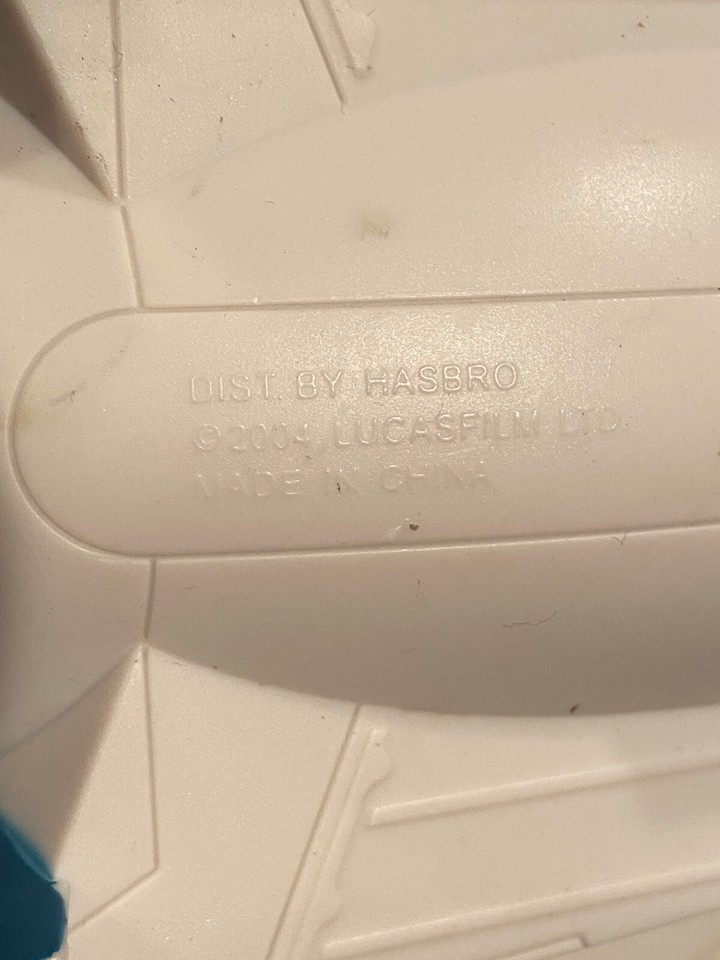 DIST. BY HASBRO
©2004 LUCASFILM LTD.
MADE IN CHINA